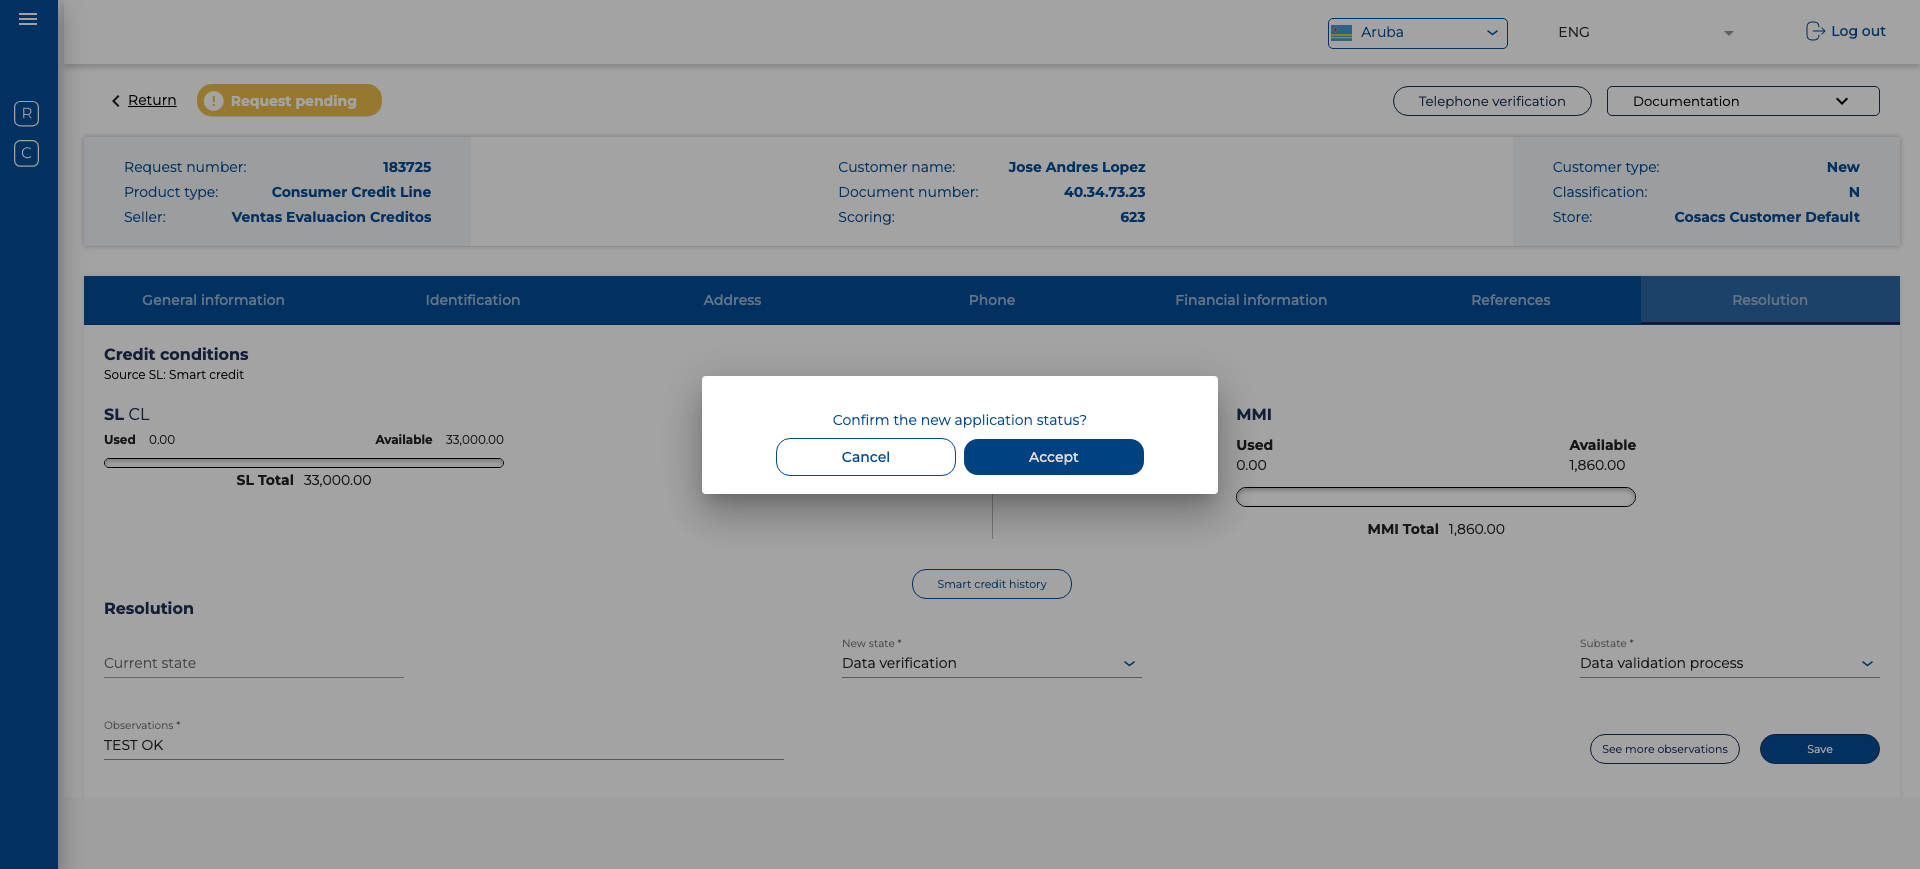 Aruba
ENG
Log out
R
C
Return
! Request pending
Telephone verification
Documentation
Request number: 183725
Product type: Consumer Credit Line
Seller: Ventas Evaluacion Creditos
Customer name: Jose Andres Lopez
Document number: 40.34.73.23
Scoring: 623
Customer type: New
Classification: N
Store: Cosacs Customer Default
General information
Identification
Address
Phone
Financial information
References
Resolution
Credit conditions
Source SL: Smart credit
SL CL
Used 0.00
Available 33,000.00
SL Total 33,000.00
Confirm the new application status?
Cancel
Accept
MMI
Used
Available
0.00
1,860.00
MMI Total 1,860.00
Smart credit history
Resolution
Current state
New state *
Data verification
Substate *
Data validation process
Observations *
TEST OK
See more observations
Save